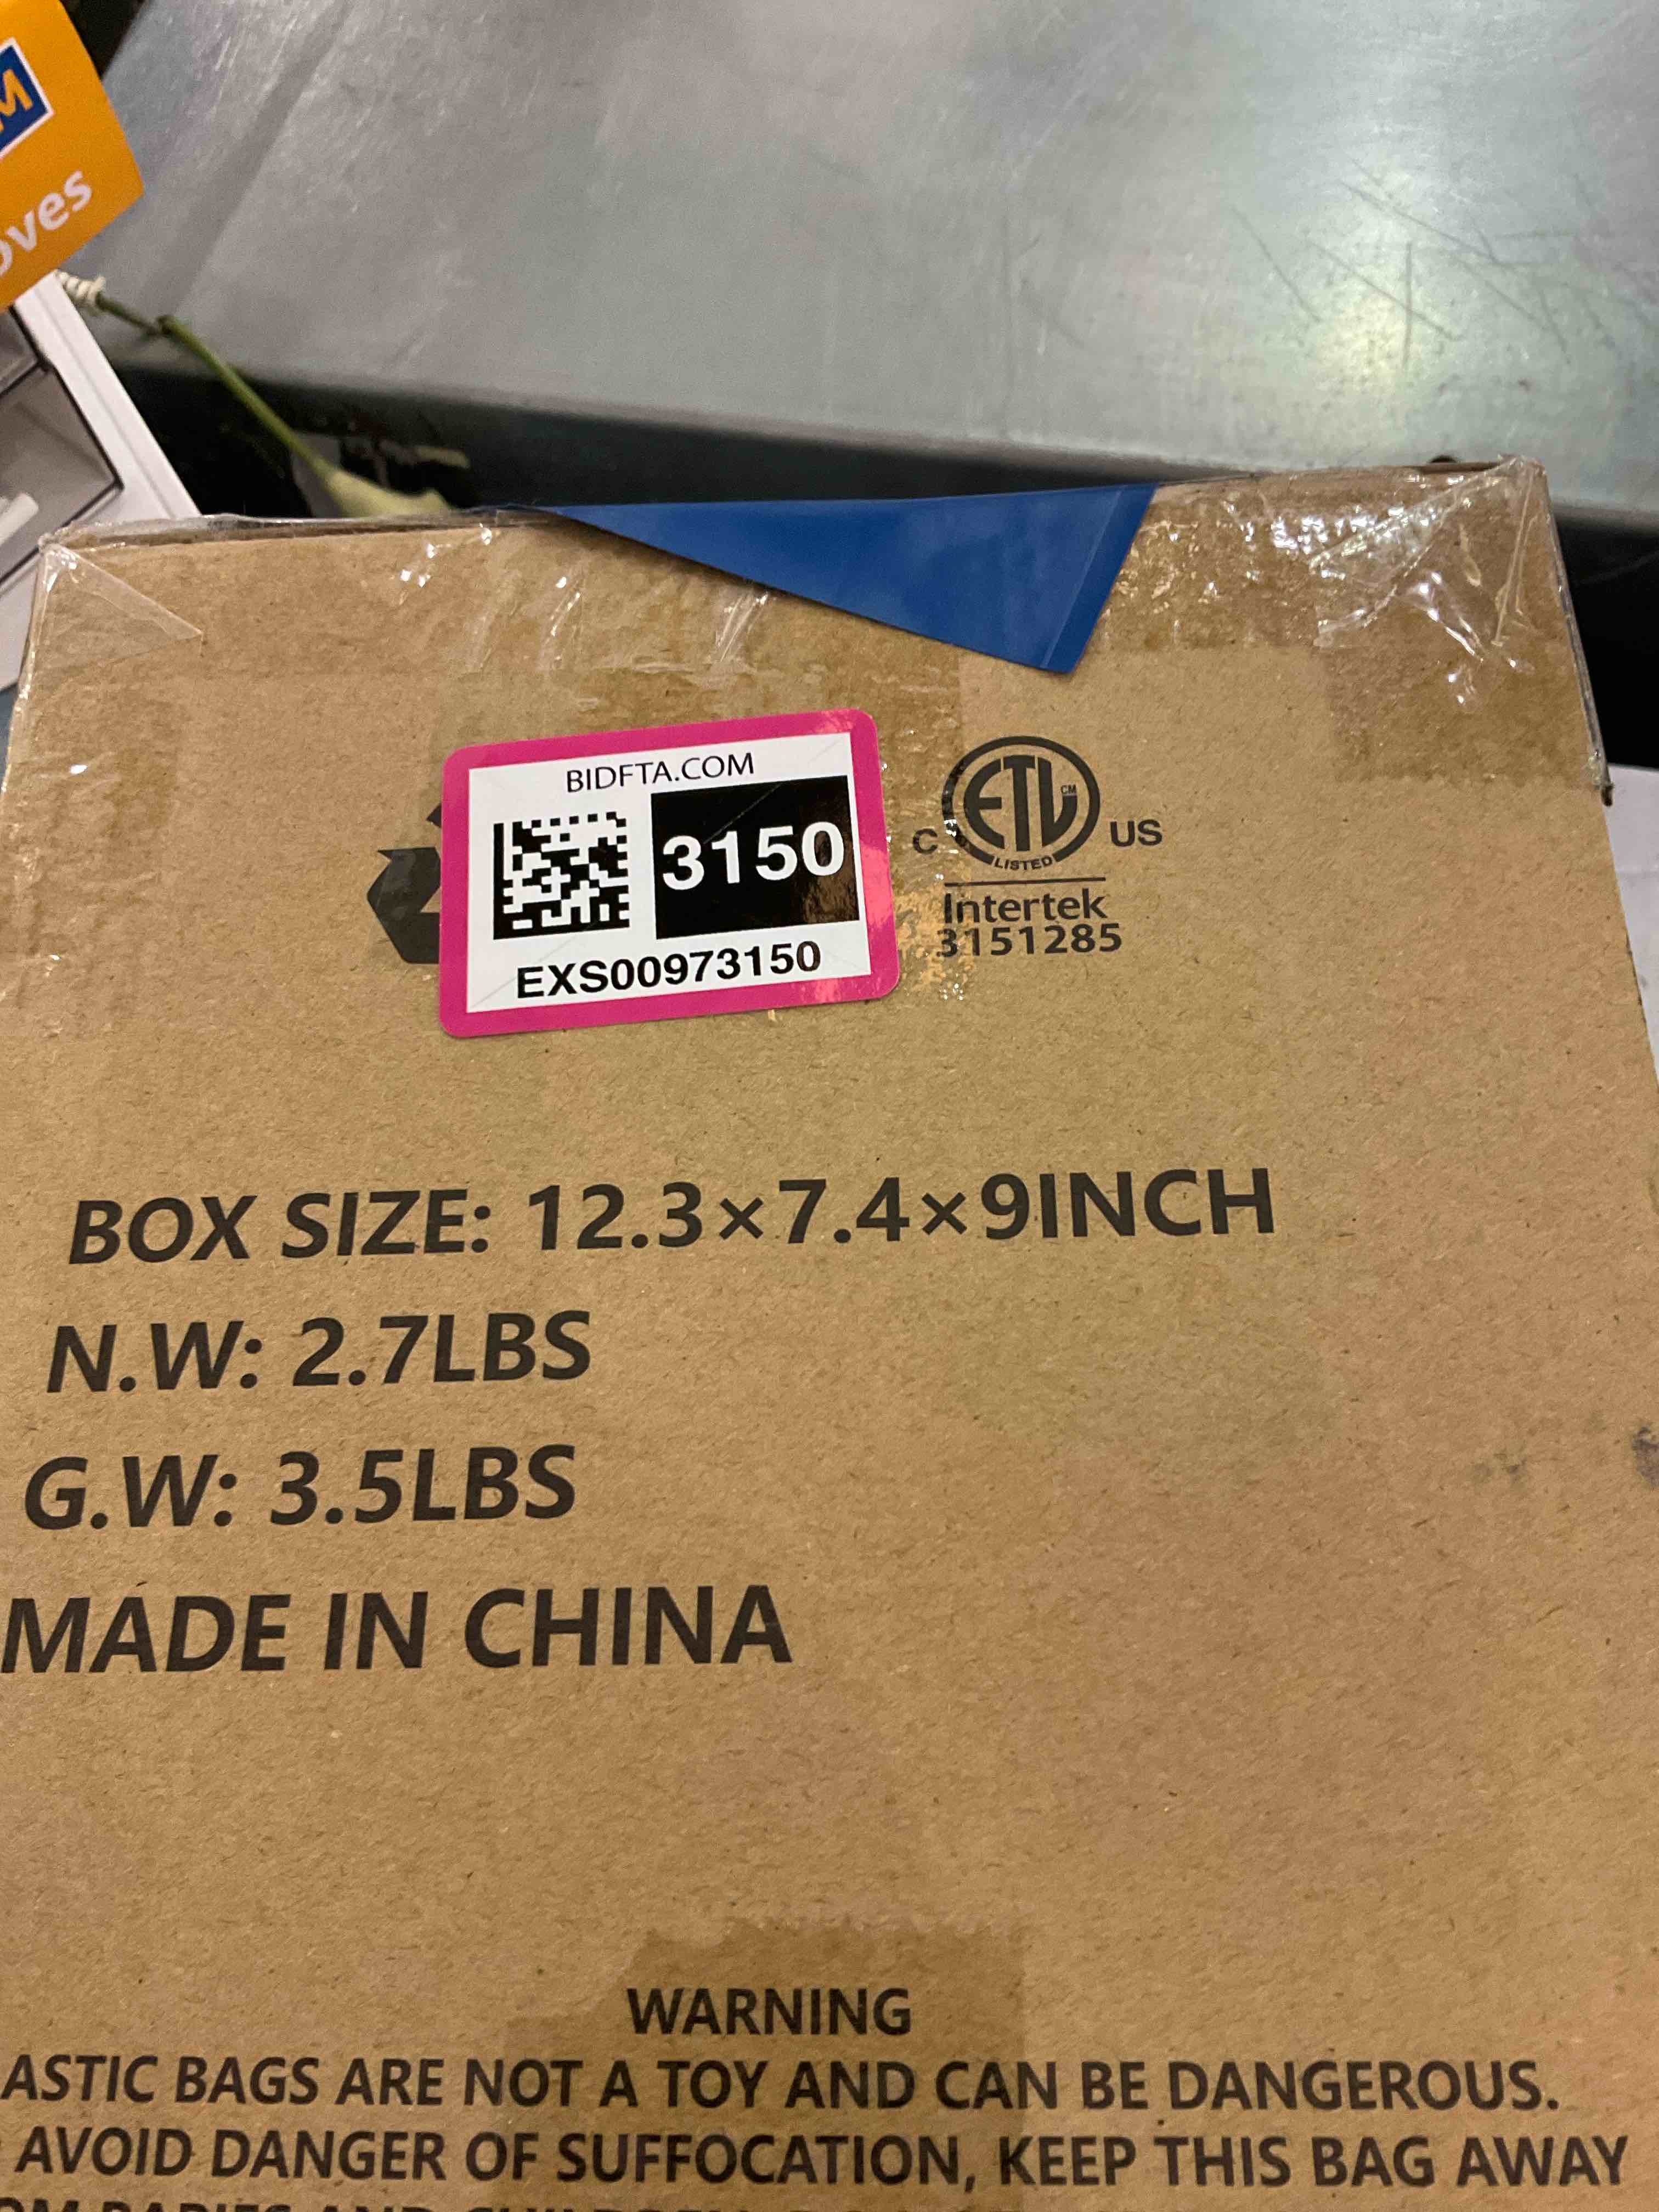 M
oves
BIDFTA.COM
3150
EXS00973150
ETL CM
LISTED
C US
Intertek
3151285
BOX SIZE: 12.3×7.4×9INCH
N.W: 2.7LBS
G.W: 3.5LBS
MADE IN CHINA
WARNING
ASTIC BAGS ARE NOT A TOY AND CAN BE DANGEROUS.
AVOID DANGER OF SUFFOCATION, KEEP THIS BAG AWAY